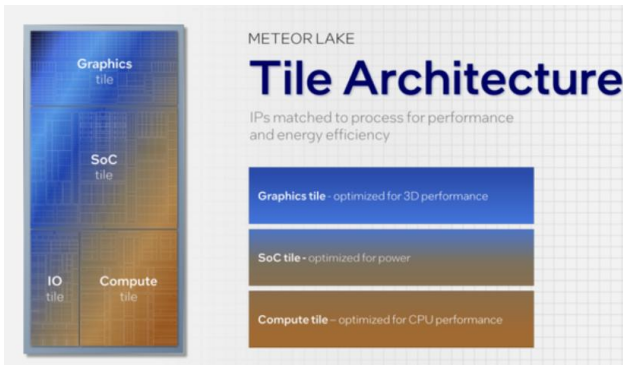 Graphics
tile
SoC
tile
IO
tile
Compute
tile
METEOR LAKE
Tile Architecture
IPs matched to process for performance
and energy efficiency
Graphics tile - optimized for 3D performance
SoC tile - optimized for power
Compute tile – optimized for CPU performance